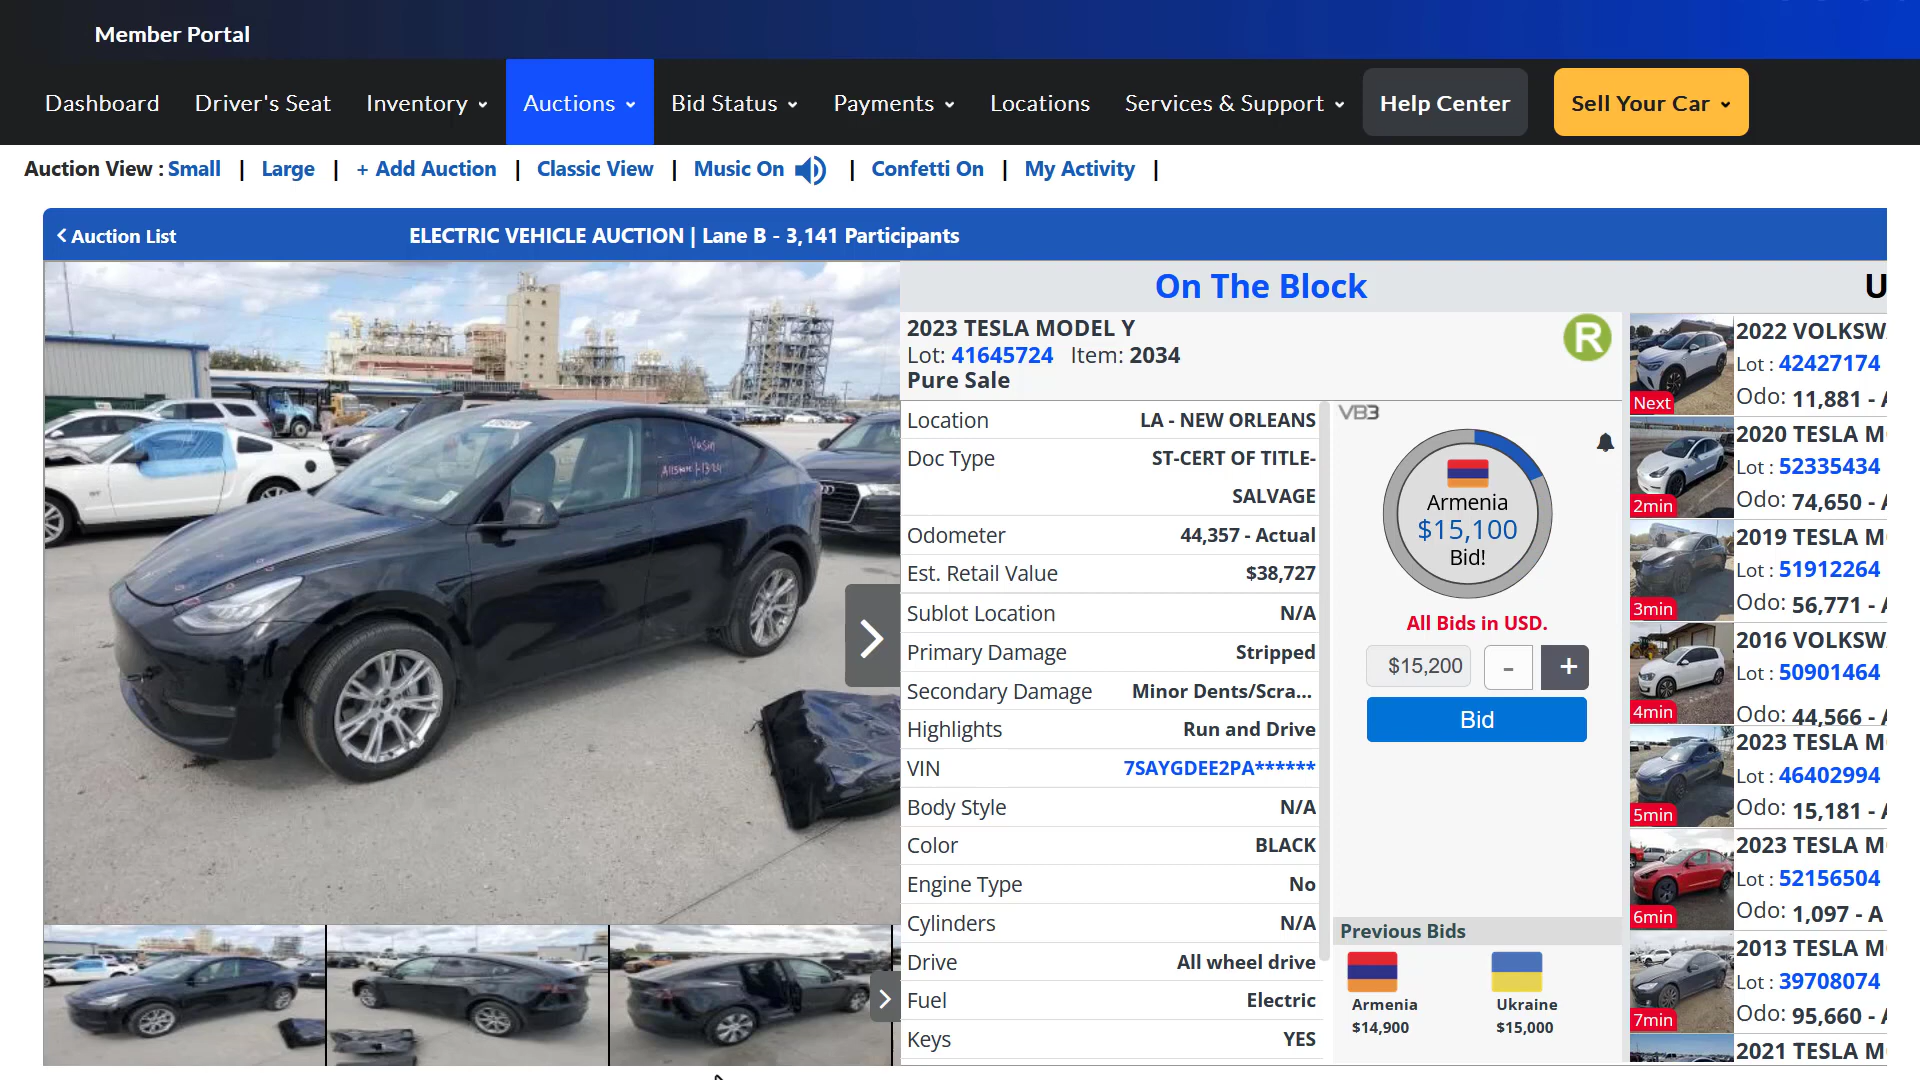 Member Portal
Dashboard
Driver's Seat
Inventory
Auctions
Bid Status
Payments
Locations
Services & Support
Help Center
Sell Your Car
Auction View : Small | Large | + Add Auction | Classic View | Music On | Confetti On | My Activity |
Auction List
ELECTRIC VEHICLE AUCTION | Lane B - 3,141 Participants
On The Block
U
2023 TESLA MODEL Y
Lot: 41645724 Item: 2034
Pure Sale
R
Location LA - NEW ORLEANS
Doc Type ST-CERT OF TITLE-
SALVAGE
Odometer 44,357 - Actual
Est. Retail Value $38,727
Sublot Location N/A
Primary Damage Stripped
Secondary Damage Minor Dents/Scra...
Highlights Run and Drive
VIN 7SAYGDEE2PA******
Body Style N/A
Color BLACK
Engine Type No
Cylinders N/A
Drive All wheel drive
Fuel Electric
Keys YES
VB3
Armenia
$15,100
Bid!
All Bids in USD.
$15,200
-
+
Bid
Previous Bids
Armenia
$14,900
Ukraine
$15,000
2022 VOLKSW
Lot : 42427174
Odo: 11,881 - A
Next
2020 TESLA M
Lot : 52335434
Odo: 74,650 - A
2min
2019 TESLA M
Lot : 51912264
Odo: 56,771 - A
3min
2016 VOLKSW
Lot : 50901464
Odo: 44,566 - A
4min
2023 TESLA M
Lot : 46402994
Odo: 15,181 - A
5min
2023 TESLA M
Lot : 52156504
Odo: 1,097 - A
6min
2013 TESLA M
Lot : 39708074
Odo: 95,660 - A
7min
2021 TESLA M